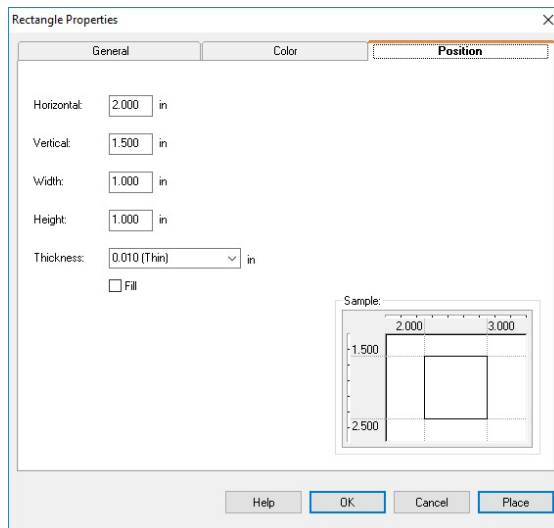 Rectangle Properties
General Color Position
Horizontal: 2.000 in
Vertical: 1.500 in
Width: 1.000 in
Height: 1.000 in
Thickness: 0.010 (Thin) in
Fill
Sample:
2.000 3.000
1.500
2.500
Help OK Cancel Place